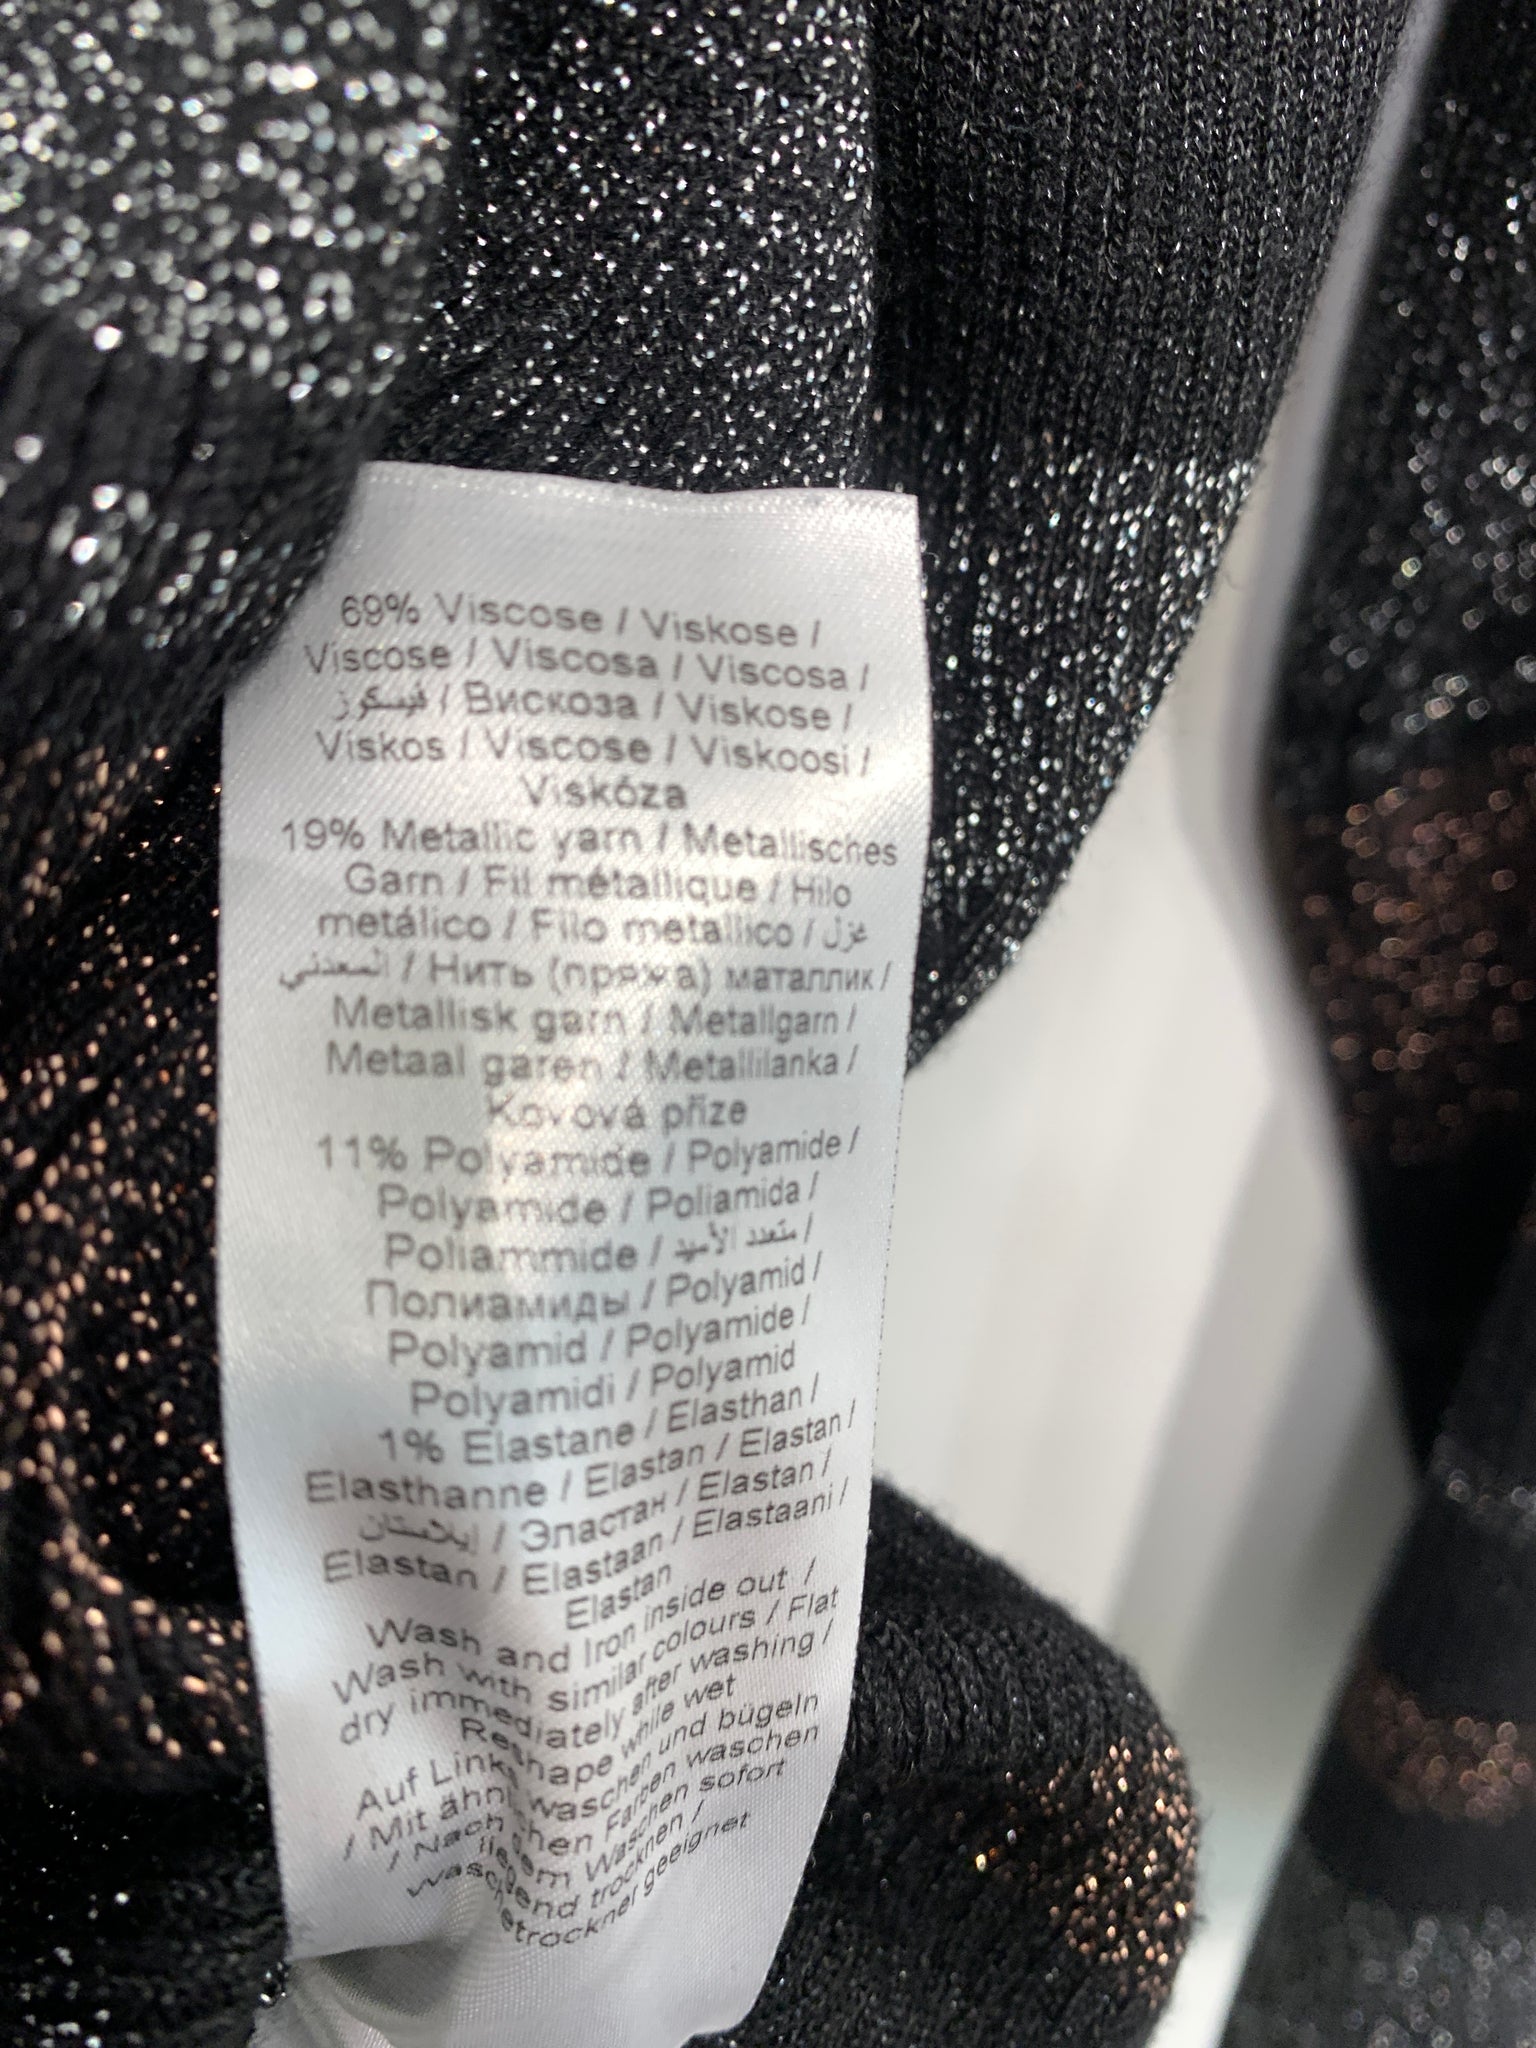 69% Viscose / Viskose /
Viscose / Viscosa / Viscosa /
فيسكوز / Вискоза / Viskose /
Viskos / Viscose / Viskoosi /
Viskóza
19% Metallic yarn / Metallisches
Garn / Fil métallique / Hilo
metálico / Filo metallico / غزل
المعدني / Нить (пряжа) маталлик /
Metallisk garn / Metallgarn /
Metaal garen / Metallilanka /
Kovová příze
11% Polyamide / Polyamide /
Polyamide / Poliamida /
Poliammide / متعدد الأميد /
Полиамиды / Polyamid /
Polyamid / Polyamide /
Polyamidi / Polyamid
1% Elastane / Elasthan /
Elasthanne / Elastan / Elastan /
إيلاستان / Эластан / Elastan /
Elastan / Elastaan / Elastaani /
Elastan
Wash and Iron inside out /
Wash with similar colours / Flat
dry immediately after washing /
Reshape while wet
Auf Links waschen und bügeln
/ Mit ähnlichen Farben waschen
/ Nach dem Waschen sofort
liegend trocknen /
geeignet